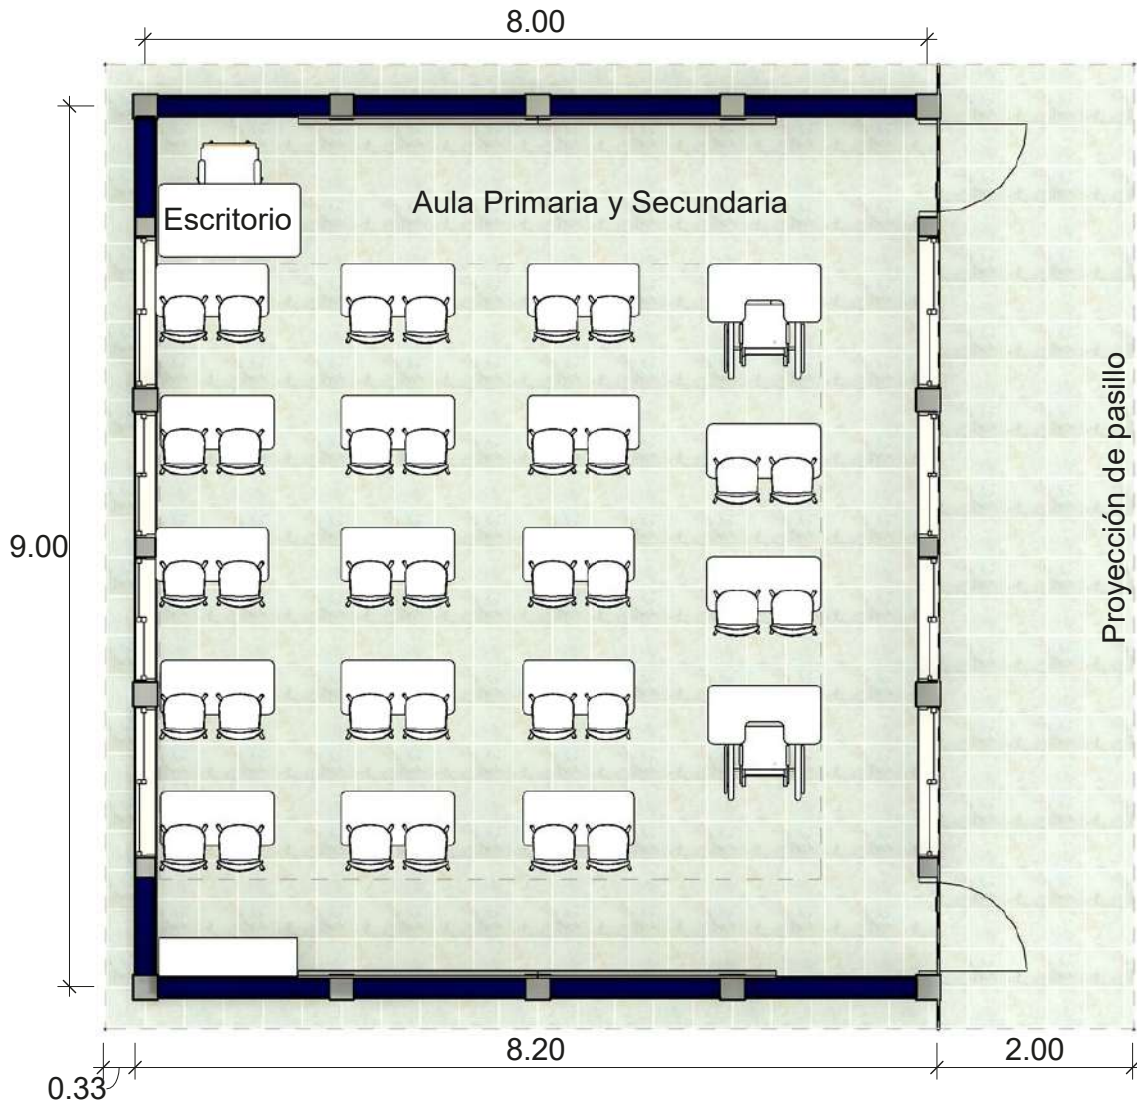 8.00
Aula Primaria y Secundaria
Escritorio
Proyección de pasillo
9.00
8.20
2.00
0.33